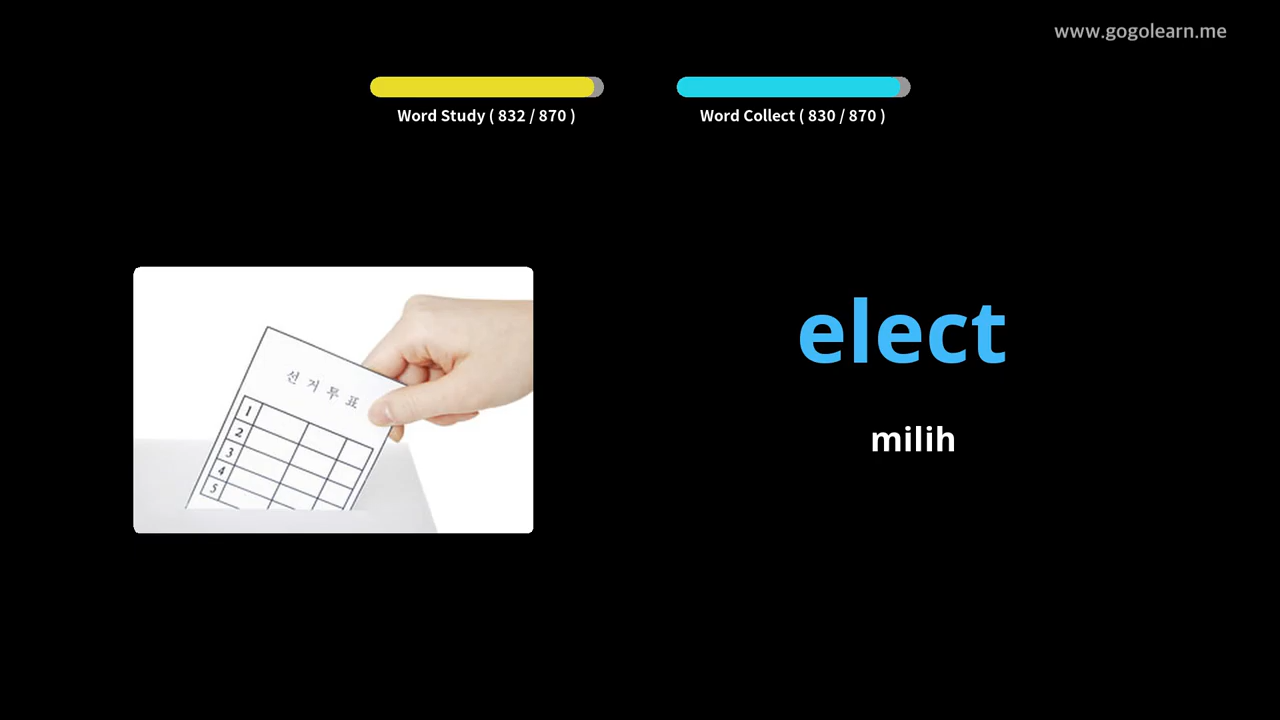 www.gogolearn.me
Word Study ( 832 / 870 )
Word Collect ( 830 / 870 )
선 거 투 표
1
2
3
4
5
elect
milih